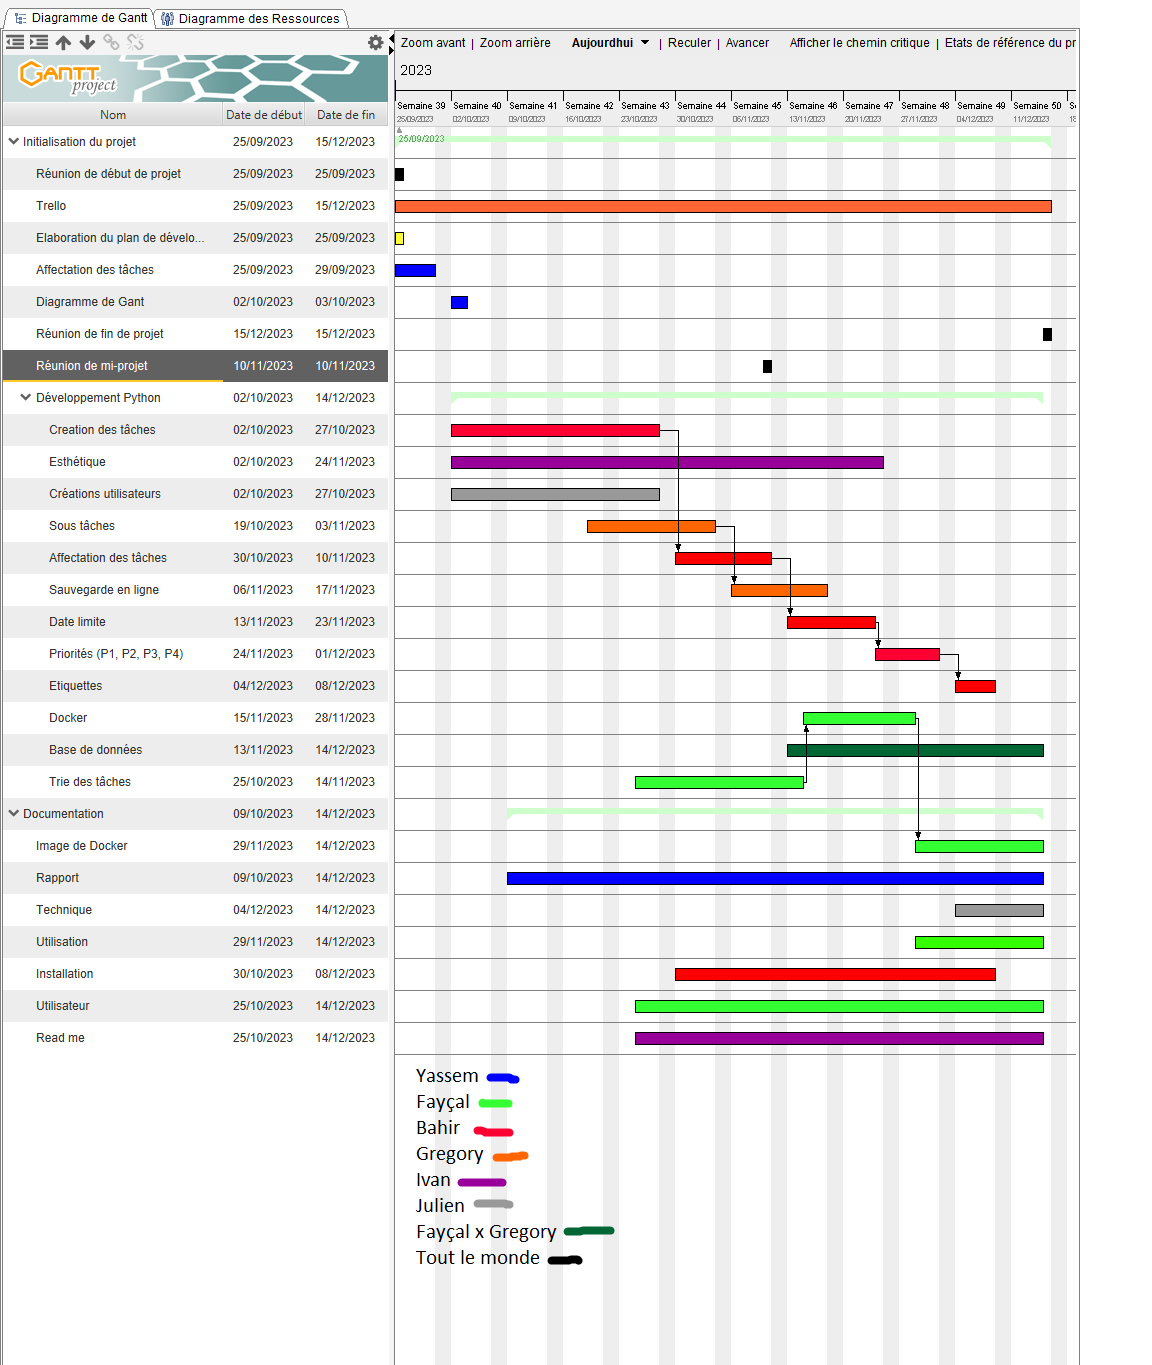 Diagramme de Gantt Diagramme des Ressources
Zoom avant | Zoom arrière Aujourdhui | Reculer | Avancer Afficher le chemin critique | Etats de référence du pr
GANTT project
2023
Nom Date de début Date de fin
Semaine 39 Semaine 40 Semaine 41 Semaine 42 Semaine 43 Semaine 44 Semaine 45 Semaine 46 Semaine 47 Semaine 48 Semaine 49 Semaine 50 Se
25/09/2023 02/10/2023 09/10/2023 16/10/2023 23/10/2023 30/10/2023 06/11/2023 13/11/2023 20/11/2023 27/11/2023 04/12/2023 11/12/2023 18
Initialisation du projet 25/09/2023 15/12/2023 25/09/2023
Réunion de début de projet 25/09/2023 25/09/2023
Trello 25/09/2023 15/12/2023
Elaboration du plan de dévelo... 25/09/2023 25/09/2023
Affectation des tâches 25/09/2023 29/09/2023
Diagramme de Gant 02/10/2023 03/10/2023
Réunion de fin de projet 15/12/2023 15/12/2023
Réunion de mi-projet 10/11/2023 10/11/2023
Développement Python 02/10/2023 14/12/2023
Creation des tâches 02/10/2023 27/10/2023
Esthétique 02/10/2023 24/11/2023
Créations utilisateurs 02/10/2023 27/10/2023
Sous tâches 19/10/2023 03/11/2023
Affectation des tâches 30/10/2023 10/11/2023
Sauvegarde en ligne 06/11/2023 17/11/2023
Date limite 13/11/2023 23/11/2023
Priorités (P1, P2, P3, P4) 24/11/2023 01/12/2023
Etiquettes 04/12/2023 08/12/2023
Docker 15/11/2023 28/11/2023
Base de données 13/11/2023 14/12/2023
Trie des tâches 25/10/2023 14/11/2023
Documentation 09/10/2023 14/12/2023
Image de Docker 29/11/2023 14/12/2023
Rapport 09/10/2023 14/12/2023
Technique 04/12/2023 14/12/2023
Utilisation 29/11/2023 14/12/2023
Installation 30/10/2023 08/12/2023
Utilisateur 25/10/2023 14/12/2023
Read me 25/10/2023 14/12/2023
Yassem
Fayçal
Bahir
Gregory
Ivan
Julien
Fayçal x Gregory
Tout le monde